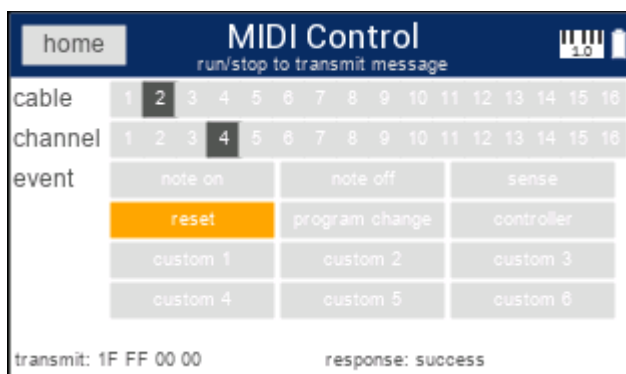 home
MIDI Control
run/stop to transmit message
1.0
cable 1 2 3 4 5 6 7 8 9 10 11 12 13 14 15 16
channel 1 2 3 4 5 6 7 8 9 10 11 12 13 14 15 16
event note on note off sense
reset program change controller
custom 1 custom 2 custom 3
custom 4 custom 5 custom 6
transmit: 1F FF 00 00 response: success